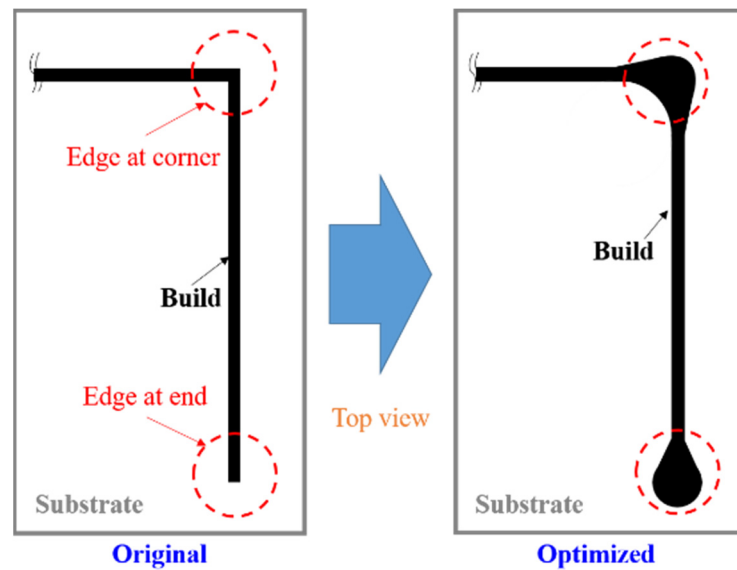 Edge at corner
Build
Edge at end
Substrate
Original
Top view
Build
Substrate
Optimized